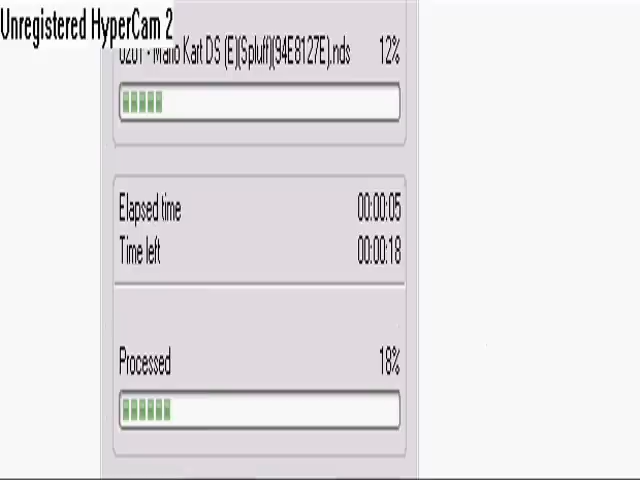 Unregistered HyperCam 2
0201 - Mario Kart DS (E)(Spluff)(94E8127E).nds 12%
Elapsed time 00:00:05
Time left 00:00:18
Processed 18%